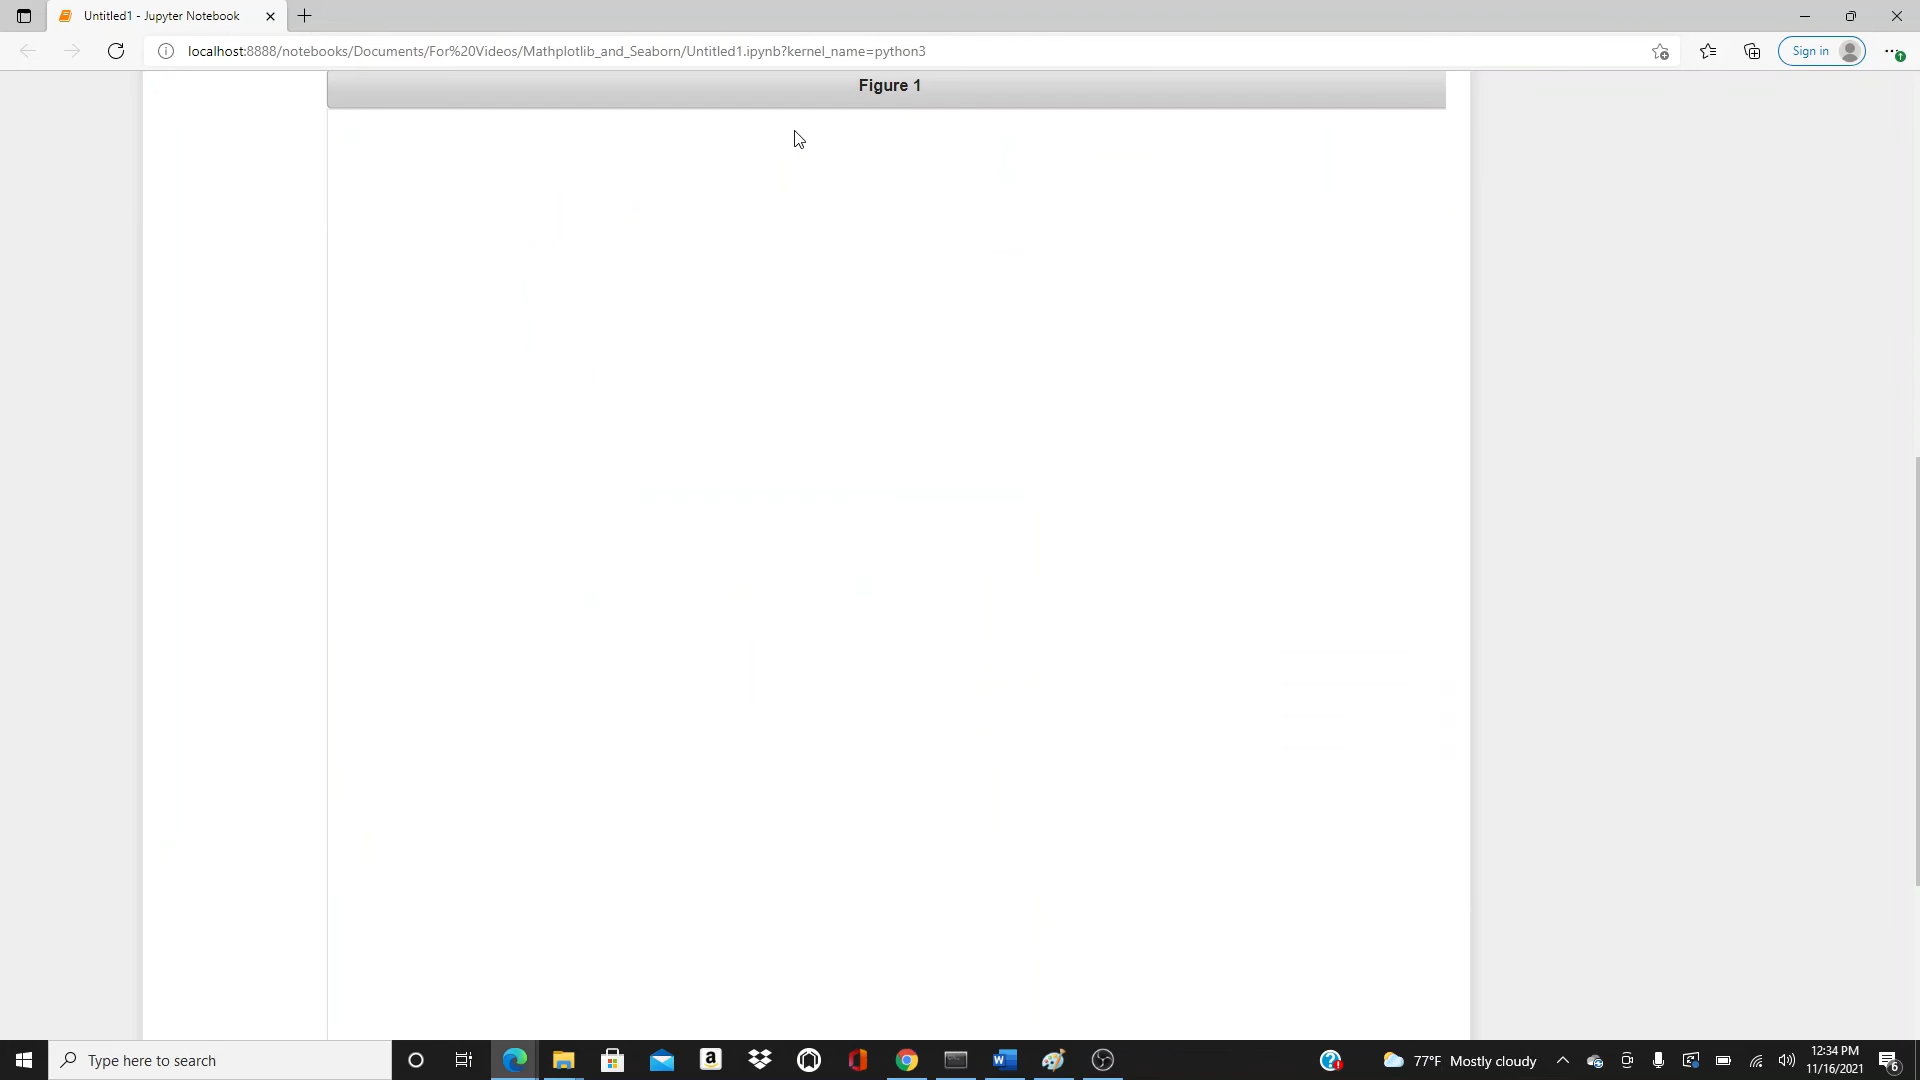 Untitled1 - Jupyter Notebook
localhost:8888/notebooks/Documents/For%20Videos/Mathplotlib_and_Seaborn/Untitled1.ipynb?kernel_name=python3
Sign in
Figure 1
Type here to search
a
W
77°F Mostly cloudy
12:34 PM
11/16/2021
6